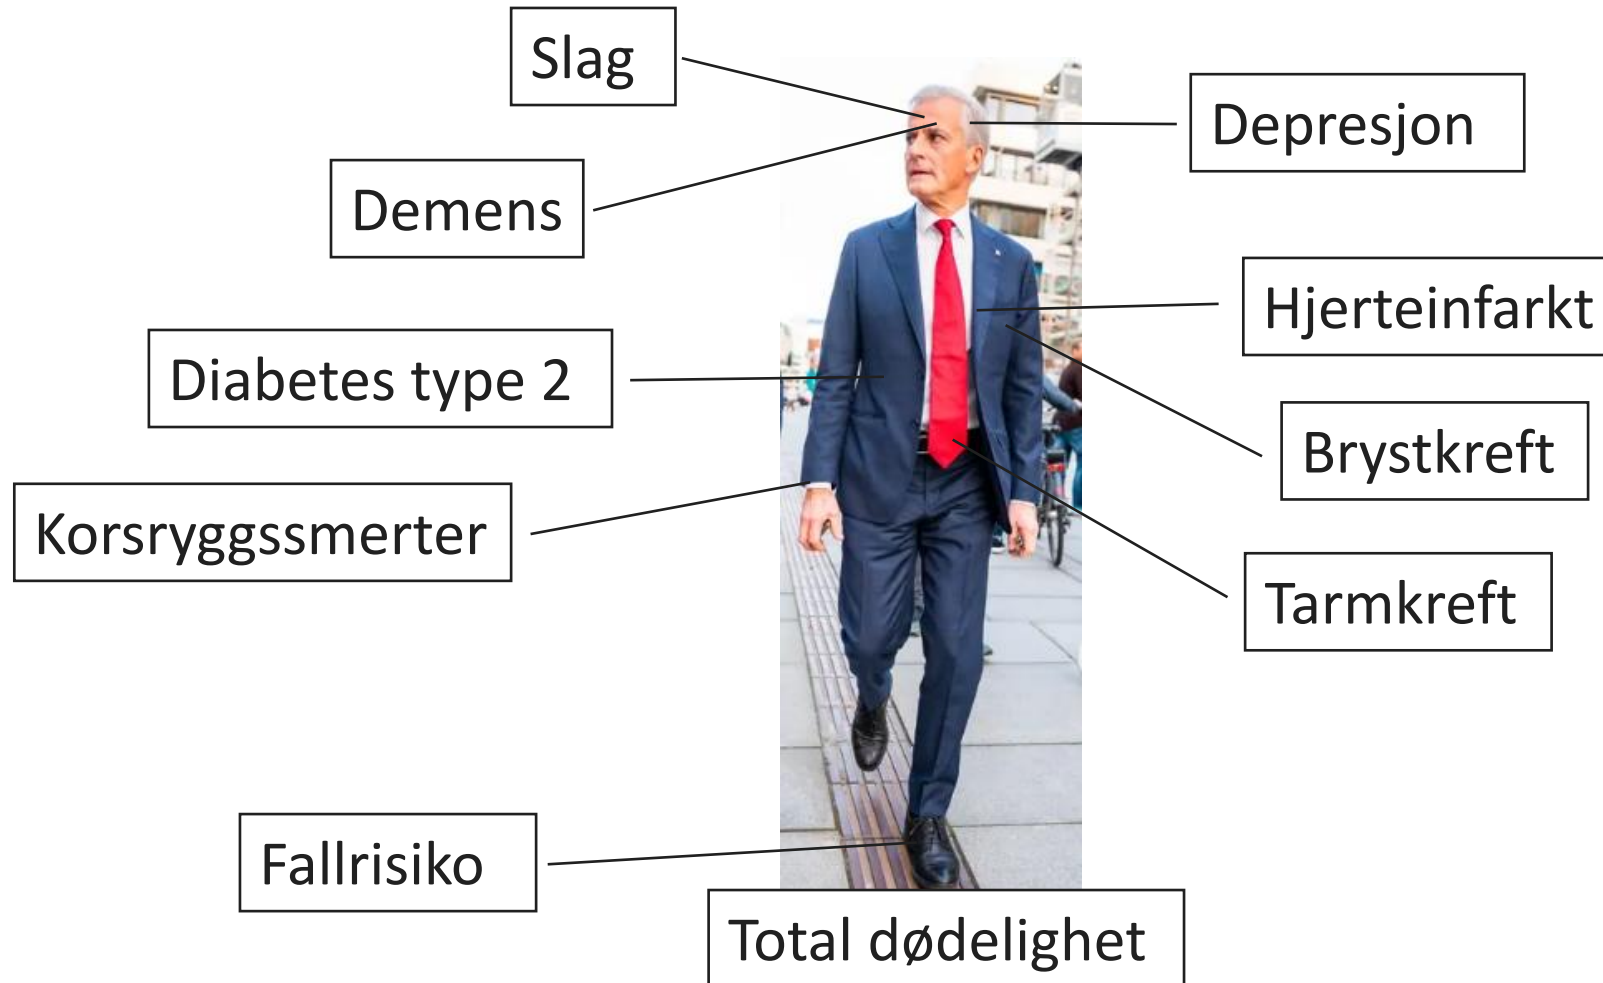 Slag
Depresjon
Demens
Hjerteinfarkt
Diabetes type 2
Brystkreft
Korsryggssmerter
Tarmkreft
Fallrisiko
Total dødelighet